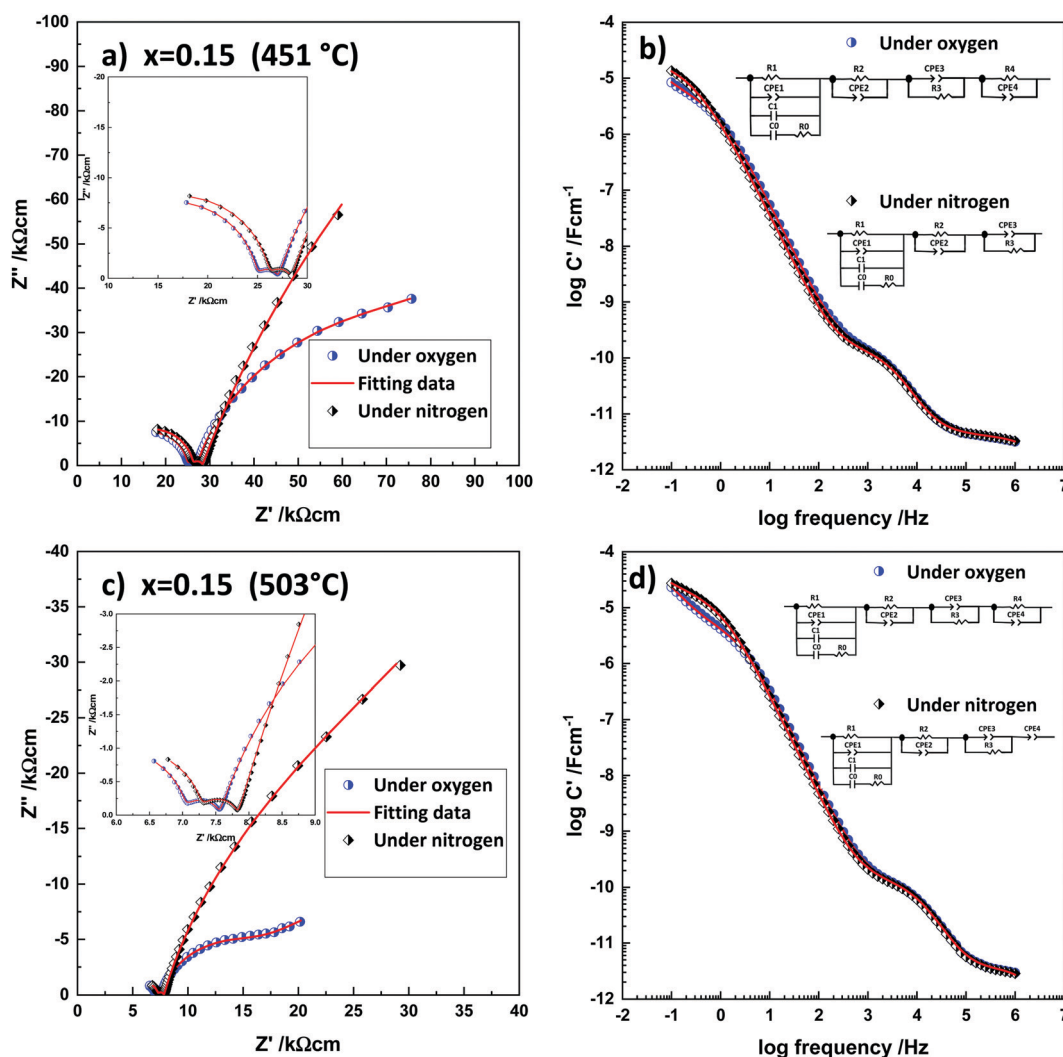 a) x=0.15 (451 °C)
Z'' /kΩcm
-100
-90
-80
-70
-60
-50
-40
-30
-20
-10
0
0 10 20 30 40 50 60 70 80 90 100
Z' /kΩcm
Z'' /kΩcm
-20
-15
-10
-5
0
10 15 20 25 30
Z' /kΩcm
Under oxygen
Fitting data
Under nitrogen
b)
log C' /Fcm⁻¹
-4
-5
-6
-7
-8
-9
-10
-11
-12
-2 -1 0 1 2 3 4 5 6 7
log frequency /Hz
Under oxygen
R1 R2 CPE3 R4
CPE1 CPE2 R3 CPE4
C1
C0 R0
Under nitrogen
R1 R2 CPE3
CPE1 CPE2 R3
C1
C0 R0
c) x=0.15 (503°C)
Z'' /kΩcm
-40
-35
-30
-25
-20
-15
-10
-5
0
0 5 10 15 20 25 30 35 40
Z' /kΩcm
Z'' /kΩcm
-3.0
-2.5
-2.0
-1.5
-1.0
-0.5
0.0
6.0 6.5 7.0 7.5 8.0 8.5 9.0
Z' /kΩcm
Under oxygen
Fitting data
Under nitrogen
d)
log C' /Fcm⁻¹
-4
-5
-6
-7
-8
-9
-10
-11
-12
-2 -1 0 1 2 3 4 5 6 7
log frequency /Hz
Under oxygen
R1 R2 CPE3 R4
CPE1 CPE2 R3 CPE4
C1
C0 R0
Under nitrogen
R1 R2 CPE3 CPE4
CPE1 CPE2 R3
C1
C0 R0